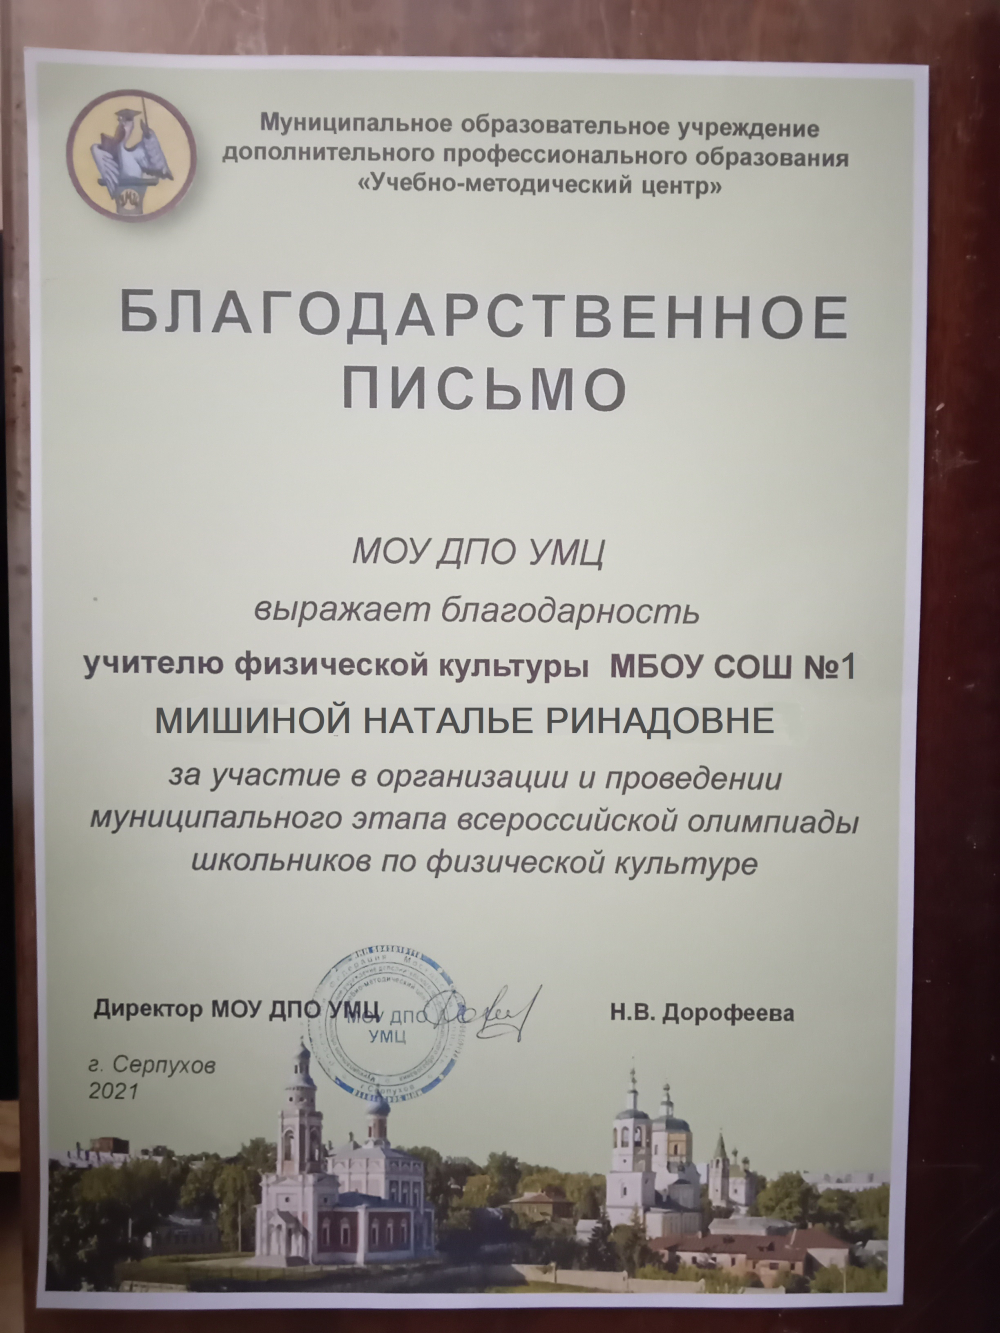 Муниципальное образовательное учреждение
дополнительного профессионального образования
«Учебно-методический центр»
БЛАГОДАРСТВЕННОЕ
ПИСЬМО
МОУ ДПО УМЦ
выражает благодарность
учителю физической культуры МБОУ СОШ №1
МИШИНОЙ НАТАЛЬЕ РИНАДОВНЕ
за участие в организации и проведении
муниципального этапа всероссийской олимпиады
школьников по физической культуре
Директор МОУ ДПО УМЦ
Н.В. Дорофеева
МОУ ДПО
УМЦ
г. Серпухов
2021